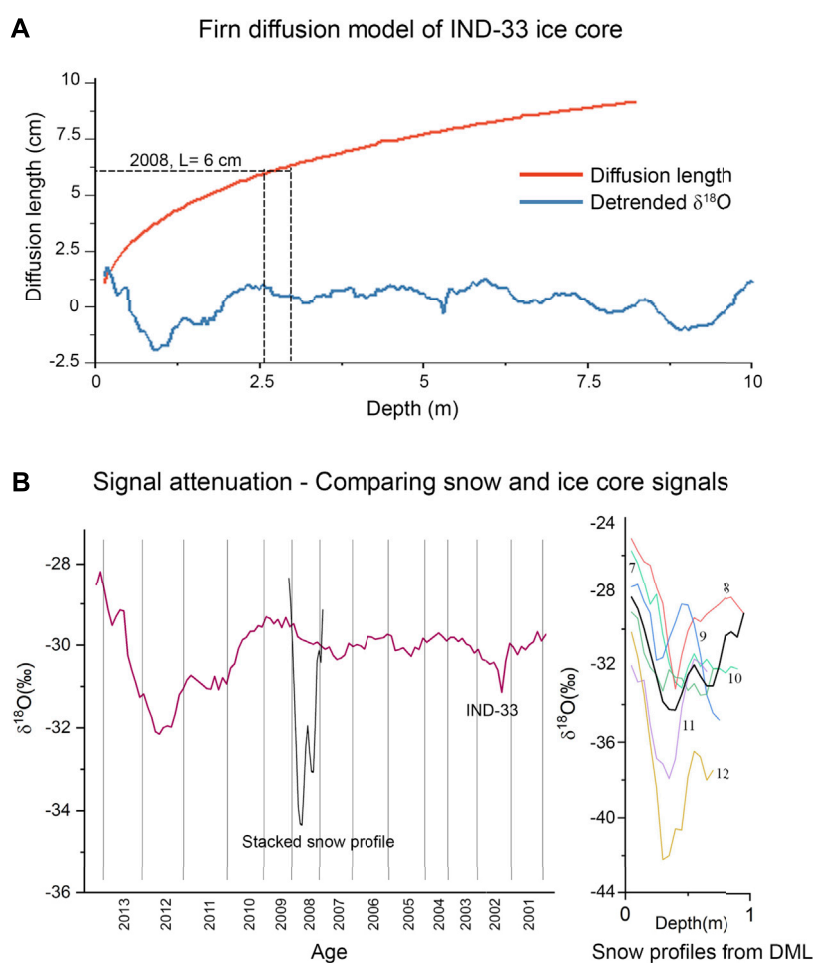 A
Firn diffusion model of IND-33 ice core
10
7.5
5
2.5
0
-2.5
Diffusion length (cm)
2008, L= 6 cm
Diffusion length
Detrended δ¹⁸O
0
2.5
5
7.5
10
Depth (m)
B
Signal attenuation - Comparing snow and ice core signals
-28
-30
-32
-34
-36
δ¹⁸O(‰)
IND-33
Stacked snow profile
2013
2012
2011
2010
2009
2008
2007
2006
2005
2004
2003
2002
2001
Age
-24
-28
-32
-36
-40
-44
δ¹⁸O(‰)
7
8
9
10
11
12
0
Depth(m)
1
Snow profiles from DML